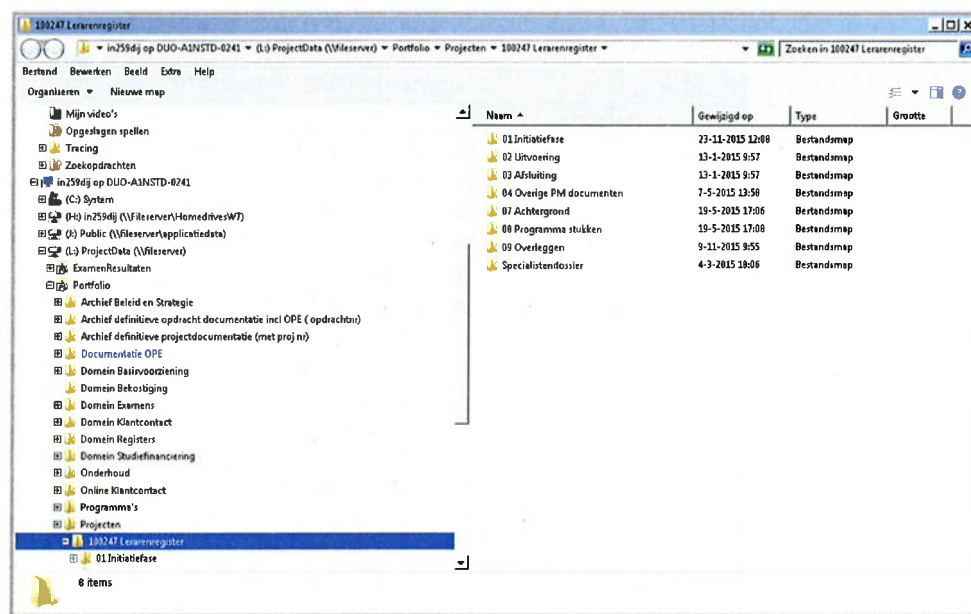 100247 Lerarenregister
in259dij op DUO-A1NSTD-0241 (L:) ProjectData (\\fileserver) Portfolio Projecten 100247 Lerarenregister Zoeken in 100247 Lerarenregister
Bestand Bewerken Beeld Extra Help
Organiseren Nieuwe map
Mijn video's
Opgeslagen spellen
Tracing
Zoekopdrachten
in259dij op DUO-A1NSTD-0241
(C:) System
(H:) in259dij (\\Fileserver\HomedrivesW7)
(J:) Public (\\fileserver\applicatiedata)
(L:) ProjectData (\\fileserver)
ExamenResultaten
Portfolio
Archief Beleid en Strategie
Archief definitieve opdracht documentatie incl OPE ( opdrachtnr)
Archief definitieve projectdocumentatie (met proj nr)
Documentatie OPE
Domein Basisvoorziening
Domein Bekostiging
Domein Examens
Domein Klantcontact
Domein Registers
Domein Studiefinanciering
Onderhoud
Online Klantcontact
Programma's
Projecten
100247 Lerarenregister
01 Initiatiefase
Naam Gewijzigd op Type Grootte
01 Initiatiefase 23-11-2015 12:08 Bestandsmap
02 Uitvoering 13-1-2015 9:57 Bestandsmap
03 Afsluiting 13-1-2015 9:57 Bestandsmap
04 Overige PM documenten 7-5-2015 13:58 Bestandsmap
07 Achtergrond 19-5-2015 17:06 Bestandsmap
08 Programma stukken 19-5-2015 17:08 Bestandsmap
09 Overleggen 9-11-2015 9:55 Bestandsmap
Specialistendossier 4-3-2015 18:06 Bestandsmap
8 items